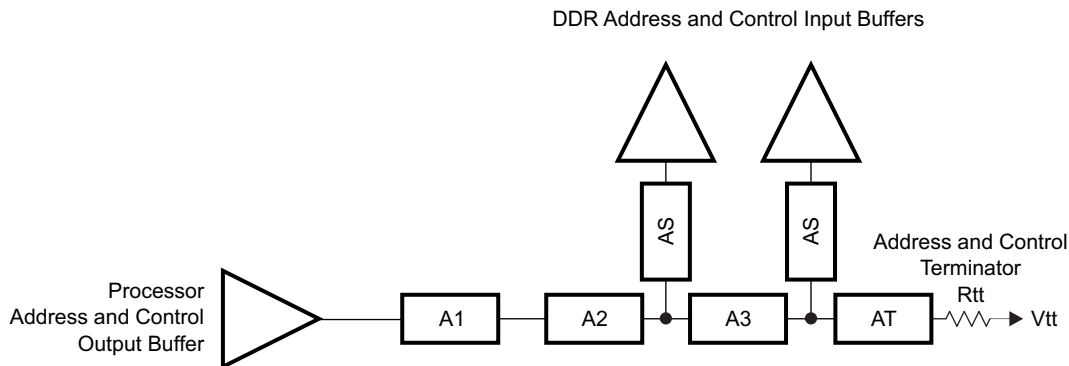 DDR Address and Control Input Buffers
AS
AS
Address and Control
Terminator
Rtt
Processor
Address and Control
Output Buffer
A1
A2
A3
AT
Vtt